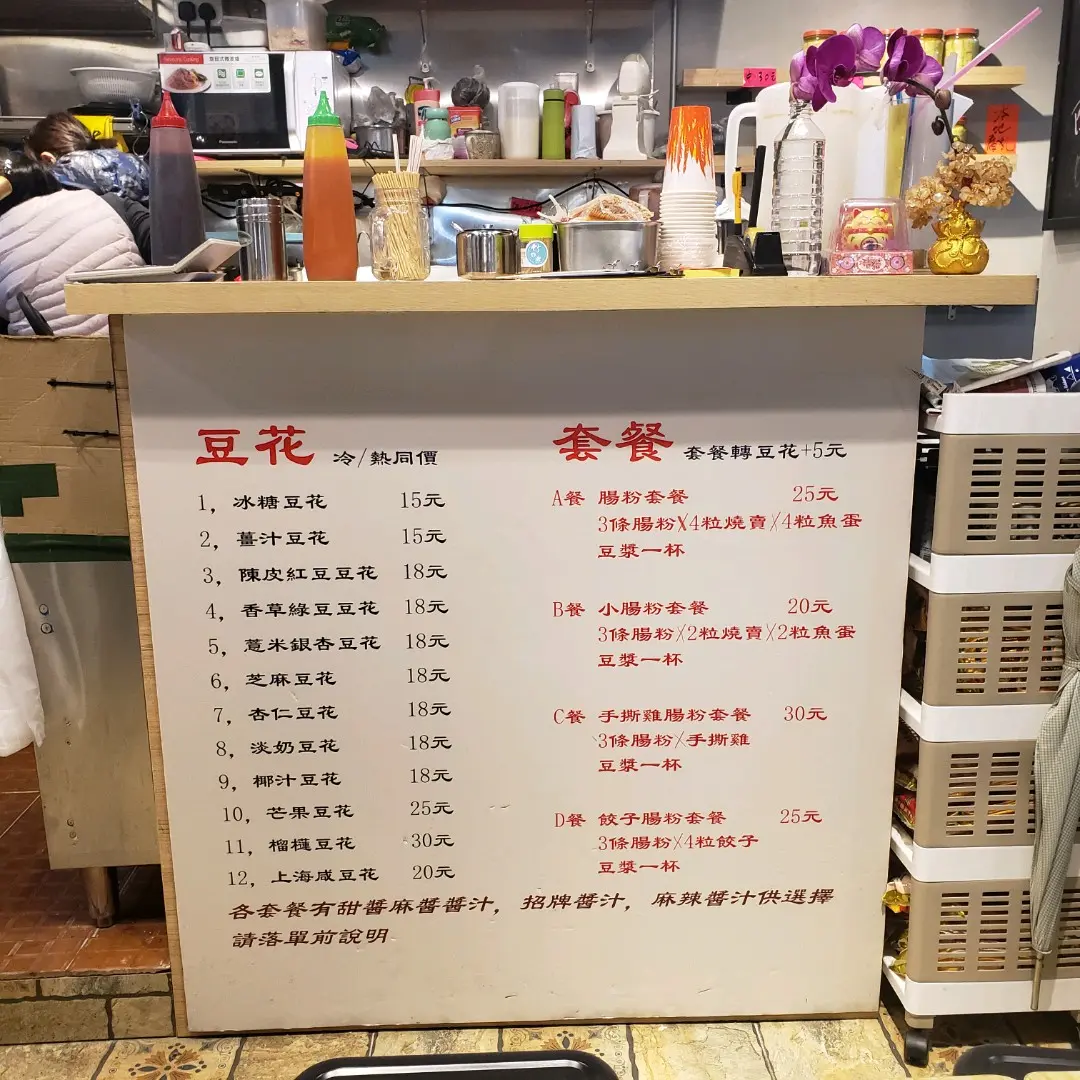 Panasonic
豆花 冷/熱同價
1, 冰糖豆花 15元
2, 薑汁豆花 15元
3, 陳皮紅豆豆花 18元
4, 香草綠豆豆花 18元
5, 薏米銀杏豆花 18元
6, 芝麻豆花 18元
7, 杏仁豆花 18元
8, 淡奶豆花 18元
9, 椰汁豆花 18元
10, 芒果豆花 25元
11, 榴槤豆花 30元
12, 上海咸豆花 20元
套餐 套餐轉豆花+5元
A餐 腸粉套餐 25元
3條腸粉X4粒燒賣/4粒魚蛋
豆漿一杯
B餐 小腸粉套餐 20元
3條腸粉/2粒燒賣/2粒魚蛋
豆漿一杯
C餐 手撕雞腸粉套餐 30元
3條腸粉/手撕雞
豆漿一杯
D餐 餃子腸粉套餐 25元
3條腸粉X4粒餃子
豆漿一杯
各套餐有甜醬麻醬醬汁, 招牌醬汁, 麻辣醬汁供選擇
請落單前說明